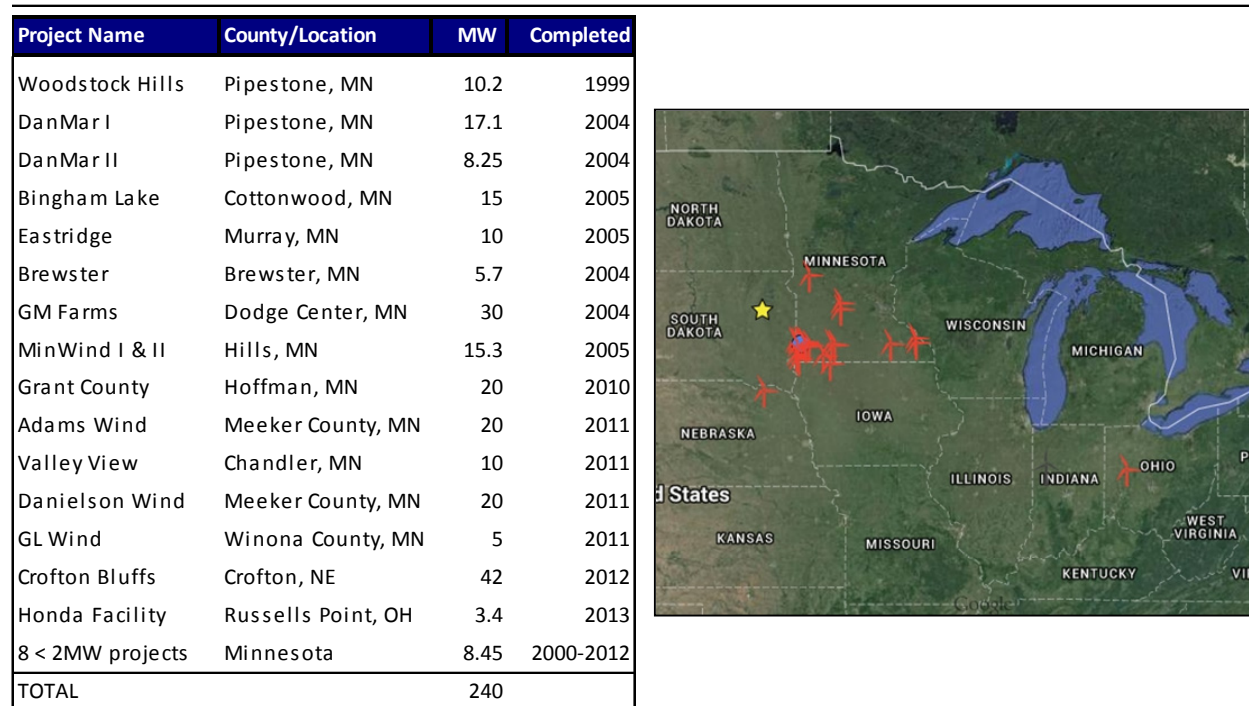 Project Name County/Location MW Completed
Woodstock Hills Pipestone, MN 10.2 1999
DanMar I Pipestone, MN 17.1 2004
DanMar II Pipestone, MN 8.25 2004
Bingham Lake Cottonwood, MN 15 2005
Eastridge Murray, MN 10 2005
Brewster Brewster, MN 5.7 2004
GM Farms Dodge Center, MN 30 2004
MinWind I & II Hills, MN 15.3 2005
Grant County Hoffman, MN 20 2010
Adams Wind Meeker County, MN 20 2011
Valley View Chandler, MN 10 2011
Danielson Wind Meeker County, MN 20 2011
GL Wind Winona County, MN 5 2011
Crofton Bluffs Crofton, NE 42 2012
Honda Facility Russells Point, OH 3.4 2013
8 < 2MW projects Minnesota 8.45 2000-2012
TOTAL 240
NORTH
DAKOTA
MINNESOTA
SOUTH
DAKOTA
WISCONSIN
MICHIGAN
IOWA
NEBRASKA
ILLINOIS
INDIANA
OHIO
P
d States
KANSAS
MISSOURI
WEST
VIRGINIA
KENTUCKY
VI
Google